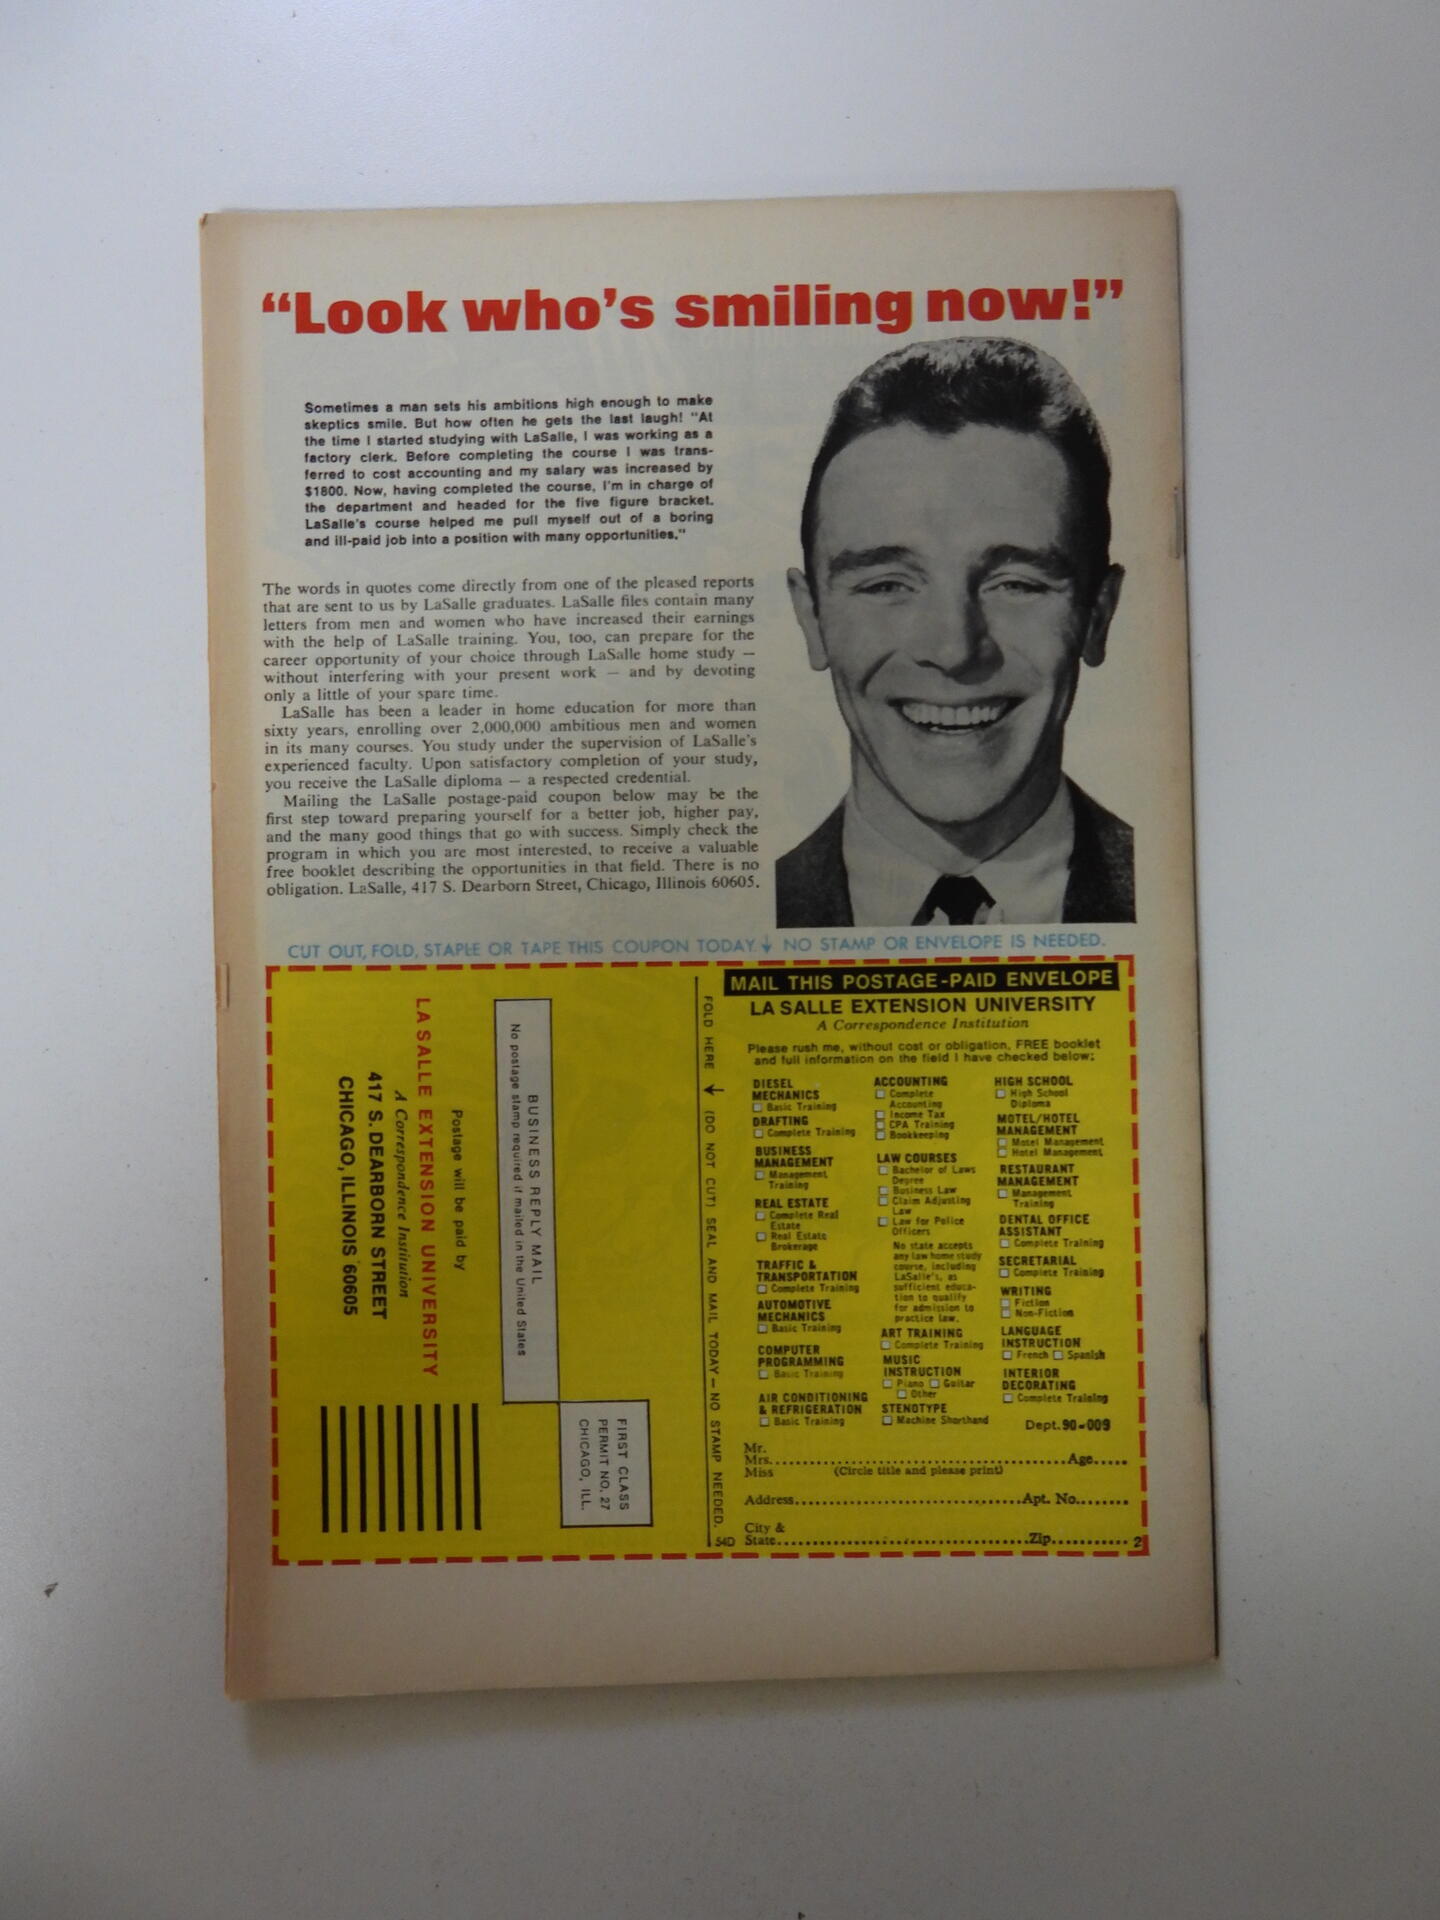 “Look who’s smiling now!”
Sometimes a man sets his ambitions high enough to make
skeptics smile. But how often he gets the last laugh! "At
the time I started studying with LaSalle, I was working as a
factory clerk. Before completing the course I was trans-
ferred to cost accounting and my salary was increased by
$1800. Now, having completed the course, I'm in charge of
the department and headed for the five figure bracket.
LaSalle's course helped me pull myself out of a boring
and ill-paid job into a position with many opportunities."
The words in quotes come directly from one of the pleased reports
that are sent to us by LaSalle graduates. LaSalle files contain many
letters from men and women who have increased their earnings
with the help of LaSalle training. You, too, can prepare for the
career opportunity of your choice through LaSalle home study —
without interfering with your present work — and by devoting
only a little of your spare time.
LaSalle has been a leader in home education for more than
sixty years, enrolling over 2,000,000 ambitious men and women
in its many courses. You study under the supervision of LaSalle's
experienced faculty. Upon satisfactory completion of your study,
you receive the LaSalle diploma — a respected credential.
Mailing the LaSalle postage-paid coupon below may be the
first step toward preparing yourself for a better job, higher pay,
and the many good things that go with success. Simply check the
program in which you are most interested, to receive a valuable
free booklet describing the opportunities in that field. There is no
obligation. LaSalle, 417 S. Dearborn Street, Chicago, Illinois 60605.
CUT OUT, FOLD, STAPLE OR TAPE THIS COUPON TODAY ↓ NO STAMP OR ENVELOPE IS NEEDED.
FIRST CLASS
PERMIT NO. 27
CHICAGO, ILL.
BUSINESS REPLY MAIL
No postage stamp required if mailed in the United States
Postage will be paid by
LA SALLE EXTENSION UNIVERSITY
A Correspondence Institution
417 S. DEARBORN STREET
CHICAGO, ILLINOIS 60605
FOLD HERE ↓ (DO NOT CUT) SEAL AND MAIL TODAY — NO STAMP NEEDED.
MAIL THIS POSTAGE-PAID ENVELOPE
LA SALLE EXTENSION UNIVERSITY
A Correspondence Institution
Please rush me, without cost or obligation, FREE booklet
and full information on the field I have checked below:
DIESEL
MECHANICS
☐ Basic Training
DRAFTING
☐ Complete Training
BUSINESS
MANAGEMENT
☐ Management
Training
REAL ESTATE
☐ Complete Real
Estate
☐ Real Estate
Brokerage
TRAFFIC &
TRANSPORTATION
☐ Complete Training
AUTOMOTIVE
MECHANICS
☐ Basic Training
COMPUTER
PROGRAMMING
☐ Basic Training
AIR CONDITIONING
& REFRIGERATION
☐ Basic Training
ACCOUNTING
☐ Complete
Accounting
☐ Income Tax
☐ CPA Training
☐ Bookkeeping
LAW COURSES
☐ Bachelor of Laws
Degree
☐ Business Law
☐ Claim Adjusting
Law
☐ Law for Police
Officers
No state accepts
any law home study
course, including
LaSalle's, as
sufficient educa-
tion to qualify
for admission to
practice law.
ART TRAINING
☐ Complete Training
MUSIC
INSTRUCTION
☐ Piano ☐ Guitar
☐ Other
STENOTYPE
☐ Machine Shorthand
HIGH SCHOOL
☐ High School
Diploma
MOTEL/HOTEL
MANAGEMENT
☐ Motel Management
☐ Hotel Management
RESTAURANT
MANAGEMENT
☐ Management
Training
DENTAL OFFICE
ASSISTANT
☐ Complete Training
SECRETARIAL
☐ Complete Training
WRITING
☐ Fiction
☐ Non-Fiction
LANGUAGE
INSTRUCTION
☐ French ☐ Spanish
INTERIOR
DECORATING
☐ Complete Training
Dept. 90-009
Mr.
Mrs. Age
Miss (Circle title and please print)
Address Apt. No.
City &
54D State Zip 2